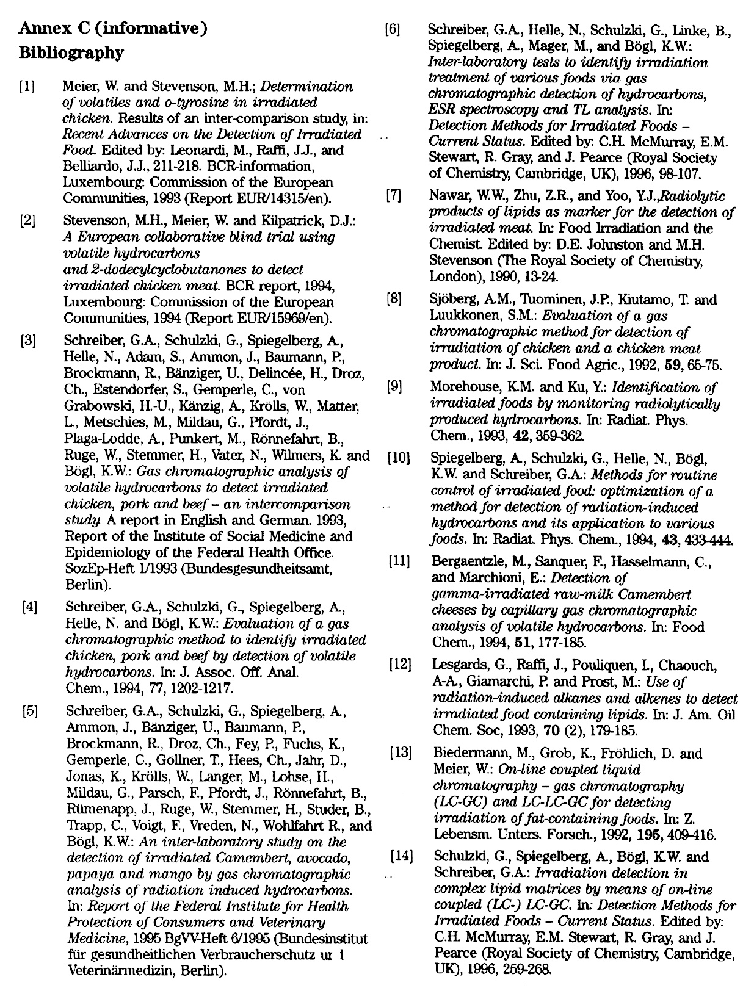 Annex C (informative)
Bibliography
[1] Meier, W. and Stevenson, M.H.; Determination
of volatiles and o-tyrosine in irradiated
chicken. Results of an inter-comparison study, in:
Recent Advances on the Detection of Irradiated
Food. Edited by: Leonardi, M., Raffi, J.J., and
Belliardo, J.J., 211-218. BCR-information,
Luxembourg: Commission of the European
Communities, 1993 (Report EUR/14315/en).
[2] Stevenson, M.H., Meier, W. and Kilpatrick, D.J.:
A European collaborative blind trial using
volatile hydrocarbons
and 2-dodecylcyclobutanones to detect
irradiated chicken meat. BCR report, 1994,
Luxembourg: Commission of the European
Communities, 1994 (Report EUR/15969/en).
[3] Schreiber, G.A., Schulzki, G., Spiegelberg, A.,
Helle, N., Adam, S., Ammon, J., Baumann, P.,
Brockmann, R., Bänziger, U., Delincée, H., Droz,
Ch., Estendorfer, S., Gemperle, C., von
Grabowski, H.-U., Känzig, A., Krölls, W., Matter,
L., Metschies, M., Mildau, G., Pfordt, J.,
Plaga-Lodde, A., Punkert, M., Rönnefahrt, B.,
Ruge, W., Stemmer, H., Vater, N., Wilmers, K. and
Bögl, K.W.: Gas chromatographic analysis of
volatile hydrocarbons to detect irradiated
chicken, pork and beef – an intercomparison
study. A report in English and German. 1993,
Report of the Institute of Social Medicine and
Epidemiology of the Federal Health Office.
SozEp-Heft 1/1993 (Bundesgesundheitsamt,
Berlin).
[4] Schreiber, G.A., Schulzki, G., Spiegelberg, A.,
Helle, N. and Bögl, K.W.: Evaluation of a gas
chromatographic method to identify irradiated
chicken, pork and beef by detection of volatile
hydrocarbons. In: J. Assoc. Off. Anal.
Chem., 1994, 77, 1202-1217.
[5] Schreiber, G.A., Schulzki, G., Spiegelberg, A.,
Ammon, J., Bänziger, U., Baumann, P.,
Brockmann, R., Droz, Ch., Fey, P., Fuchs, K.,
Gemperle, C., Göllner, T., Hees, Ch., Jahr, D.,
Jonas, K., Krölls, W., Langer, M., Lohse, H.,
Mildau, G., Parsch, F., Pfordt, J., Rönnefahrt, B.,
Rümenapp, J., Ruge, W., Stemmer, H., Studer, B.,
Trapp, C., Voigt, F., Vreden, N., Wohlfahrt R., and
Bögl, K.W.: An inter-laboratory study on the
detection of irradiated Camembert, avocado,
papaya and mango by gas chromatographic
analysis of radiation induced hydrocarbons.
In: Report of the Federal Institute for Health
Protection of Consumers and Veterinary
Medicine, 1995 BgVV-Heft 6/1995 (Bundesinstitut
für gesundheitlichen Verbraucherschutz
Veterinärmedizin, Berlin).
[6] Schreiber, G.A., Helle, N., Schulzki, G., Linke, B.,
Spiegelberg, A., Mager, M., and Bögl, K.W.:
Inter-laboratory tests to identify irradiation
treatment of various foods via gas
chromatographic detection of hydrocarbons,
ESR spectroscopy and TL analysis. In:
Detection Methods for Irradiated Foods –
Current Status. Edited by: C.H. McMurray, E.M.
Stewart, R. Gray, and J. Pearce (Royal Society
of Chemistry, Cambridge, UK), 1996, 98-107.
[7] Nawar, W.W., Zhu, Z.R., and Yoo, Y.J.,Radiolytic
products of lipids as marker for the detection of
irradiated meat. In: Food Irradiation and the
Chemist. Edited by: D.E. Johnston and M.H.
Stevenson (The Royal Society of Chemistry,
London), 1990, 13-24.
[8] Sjöberg, A.M., Tuominen, J.P., Kiutamo, T. and
Luukkonen, S.M.: Evaluation of a gas
chromatographic method for detection of
irradiation of chicken and a chicken meat
product. In: J. Sci. Food Agric., 1992, 59, 65-75.
[9] Morehouse, K.M. and Ku, Y.: Identification of
irradiated foods by monitoring radiolytically
produced hydrocarbons. In: Radiat. Phys.
Chem., 1993, 42, 359-362.
[10] Spiegelberg, A., Schulzki, G., Helle, N., Bögl,
K.W. and Schreiber, G.A.: Methods for routine
control of irradiated food: optimization of a
method for detection of radiation-induced
hydrocarbons and its application to various
foods. In: Radiat. Phys. Chem., 1994, 43, 433-444.
[11] Bergaentzle, M., Sanquer, F., Hasselmann, C.,
and Marchioni, E.: Detection of
gamma-irradiated raw-milk Camembert
cheeses by capillary gas chromatographic
analysis of volatile hydrocarbons. In: Food
Chem., 1994, 51, 177-185.
[12] Lesgards, G., Raffi, J., Pouliquen, I., Chaouch,
A-A., Giamarchi, P. and Prost, M.: Use of
radiation-induced alkanes and alkenes to detect
irradiated food containing lipids. In: J. Am. Oil
Chem. Soc, 1993, 70 (2), 179-185.
[13] Biedermann, M., Grob, K., Fröhlich, D. and
Meier, W.: On-line coupled liquid
chromatography – gas chromatography
(LC-GC) and LC-LC-GC for detecting
irradiation of fat-containing foods. In: Z.
Lebensm. Unters. Forsch., 1992, 195, 409-416.
[14] Schulzki, G., Spiegelberg, A., Bögl, K.W. and
Schreiber, G.A.: Irradiation detection in
complex lipid matrices by means of on-line
coupled (LC-) LC-GC. In: Detection Methods for
Irradiated Foods – Current Status. Edited by:
C.H. McMurray, E.M. Stewart, R. Gray, and J.
Pearce (Royal Society of Chemistry, Cambridge,
UK), 1996, 259-268.